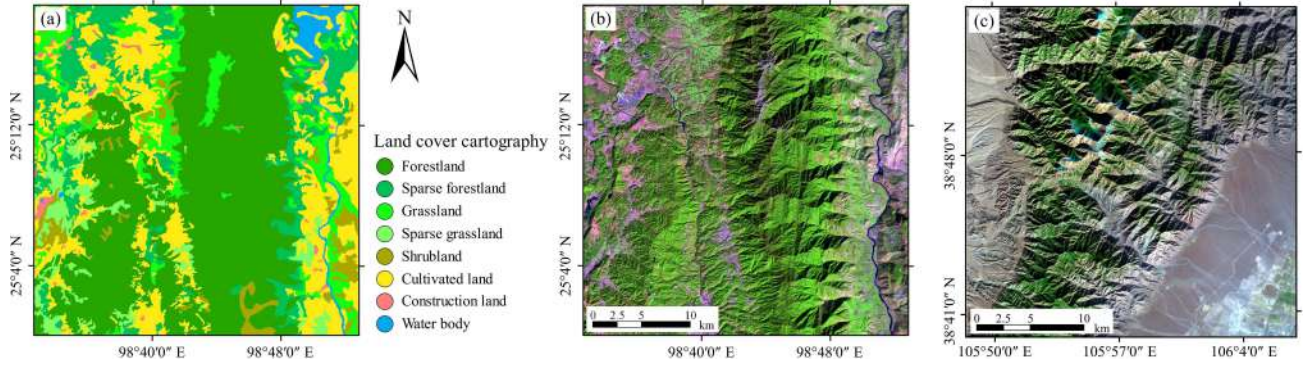 (a)
N
25°12′0″ N
25°4′0″ N
98°40′0″ E
98°48′0″ E
Land cover cartography
Forestland
Sparse forestland
Grassland
Sparse grassland
Shrubland
Cultivated land
Construction land
Water body
(b)
25°12′0″ N
25°4′0″ N
0 2.5 5 10
km
98°40′0″ E
98°48′0″ E
(c)
38°48′0″ N
38°41′0″ N
0 2.5 5 10
km
105°50′0″ E
105°57′0″ E
106°4′0″ E